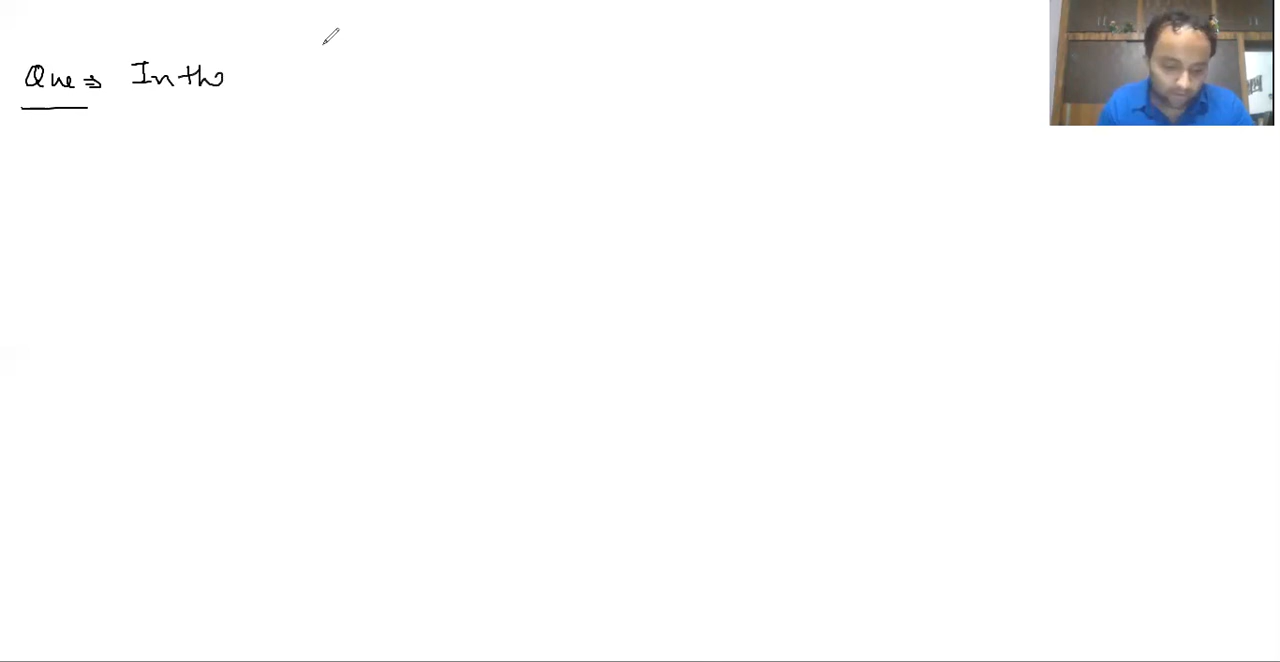 Que ⇒ In the